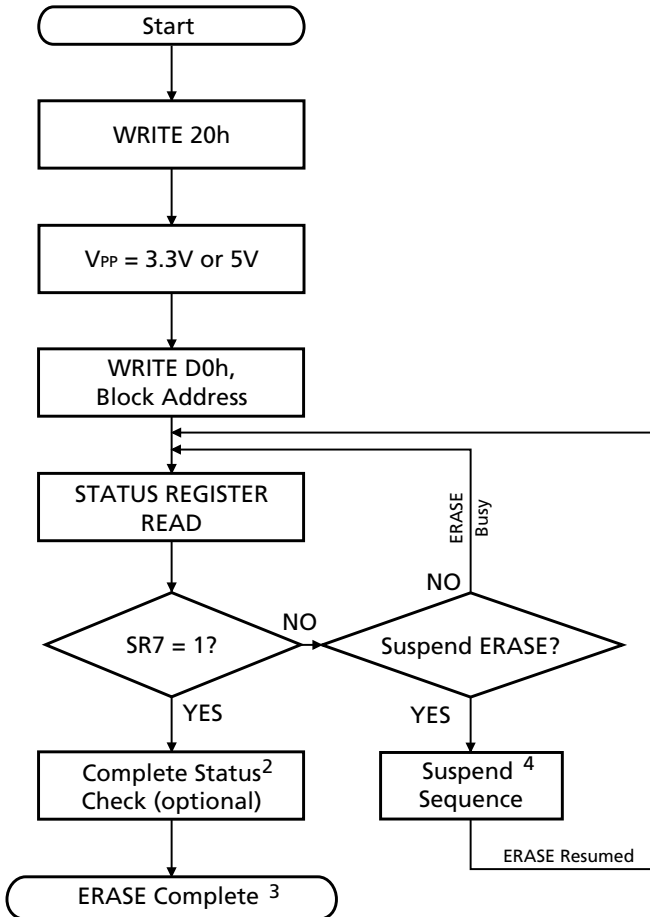 Start
WRITE 20h
VPP = 3.3V or 5V
WRITE D0h,
Block Address
STATUS REGISTER
READ
ERASE
Busy
NO
SR7 = 1?
NO
Suspend ERASE?
YES
YES
Complete Status2
Check (optional)
Suspend 4
Sequence
ERASE Resumed
ERASE Complete 3